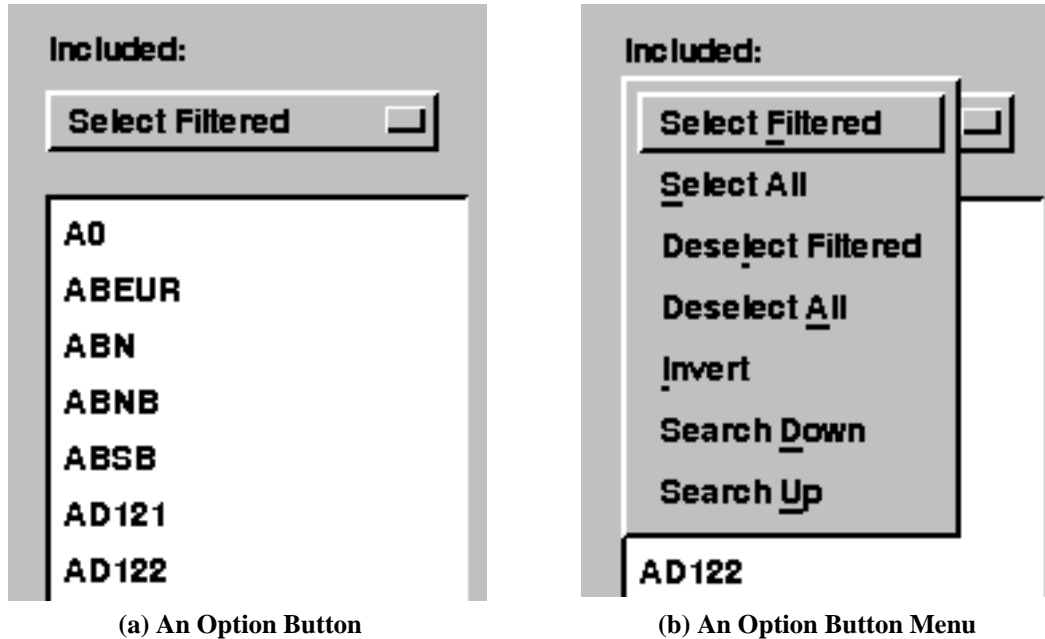 Included:
Select Filtered
A0
ABEUR
ABN
ABNB
ABSB
AD121
AD122
(a) An Option Button
Included:
Select Filtered
Select All
Deselect Filtered
Deselect All
Invert
Search Down
Search Up
AD122
(b) An Option Button Menu